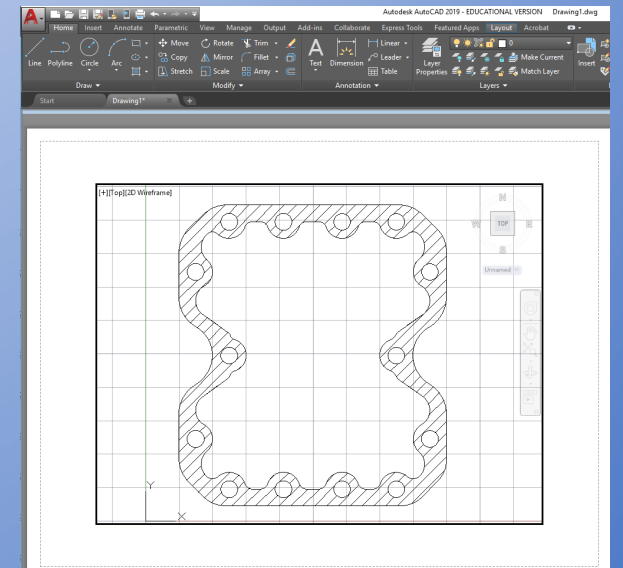 A
Autodesk AutoCAD 2019 - EDUCATIONAL VERSION Drawing1.dwg
Home Insert Annotate Parametric View Manage Output Add-ins Collaborate Express Tools Featured Apps Layout Acrobat
Move Rotate Trim Linear 0
Copy Mirror Fillet Leader Make Current
Line Polyline Circle Arc Stretch Scale Array Text Dimension Table Layer Properties Match Layer Insert
Draw Modify Annotation Layers
Start Drawing1* +
[+][Top][2D Wireframe]
N
W TOP E
S
Unnamed
Y
X